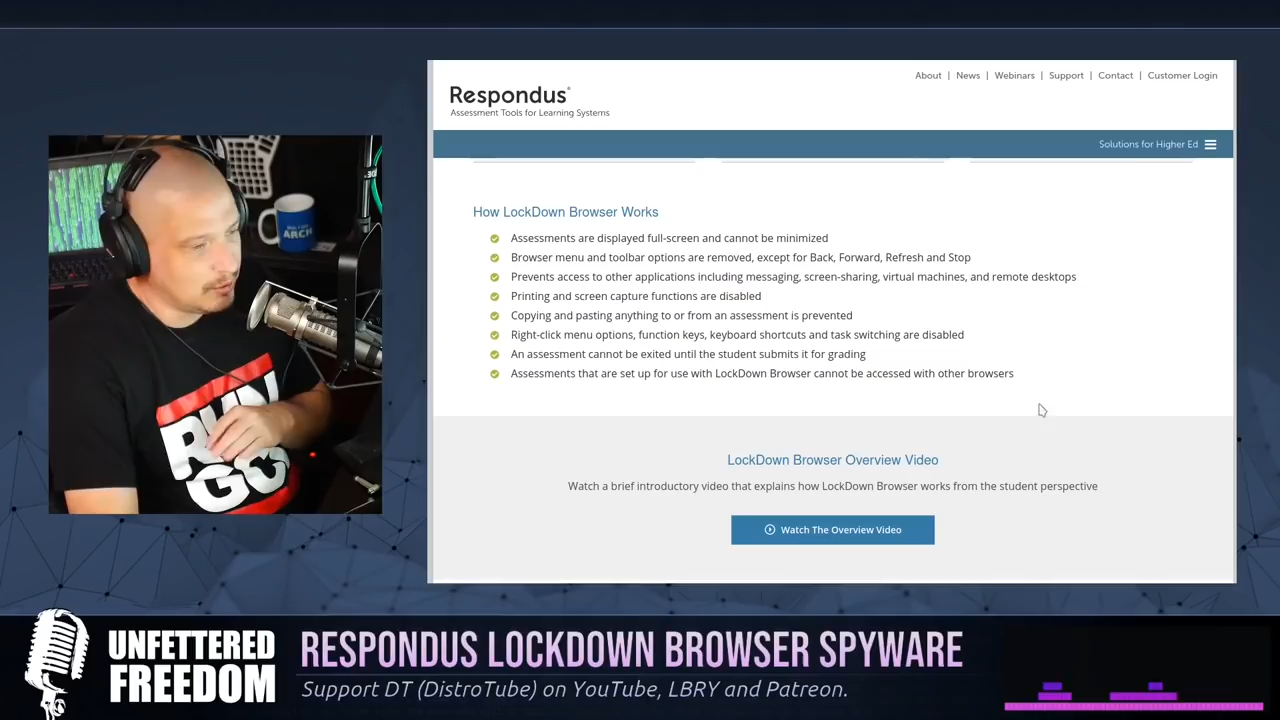 About | News | Webinars | Support | Contact | Customer Login
Respondus®
Assessment Tools for Learning Systems
Solutions for Higher Ed
How LockDown Browser Works
Assessments are displayed full-screen and cannot be minimized
Browser menu and toolbar options are removed, except for Back, Forward, Refresh and Stop
Prevents access to other applications including messaging, screen-sharing, virtual machines, and remote desktops
Printing and screen capture functions are disabled
Copying and pasting anything to or from an assessment is prevented
Right-click menu options, function keys, keyboard shortcuts and task switching are disabled
An assessment cannot be exited until the student submits it for grading
Assessments that are set up for use with LockDown Browser cannot be accessed with other browsers
LockDown Browser Overview Video
Watch a brief introductory video that explains how LockDown Browser works from the student perspective
Watch The Overview Video
ARCH
RUN
GCC
UNFETTERED
FREEDOM
RESPONDUS LOCKDOWN BROWSER SPYWARE
Support DT (DistroTube) on YouTube, LBRY and Patreon.